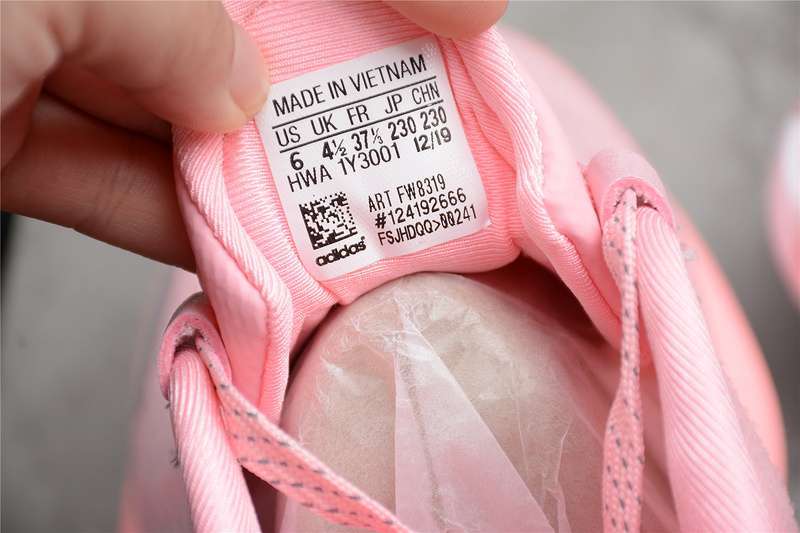 MADE IN VIETNAM
US UK FR JP CHN
6 4½ 37⅓ 230 230
HWA 1Y3001 12/19
ART FW8319
#124192666
FSJHDQQ>00241
adidas